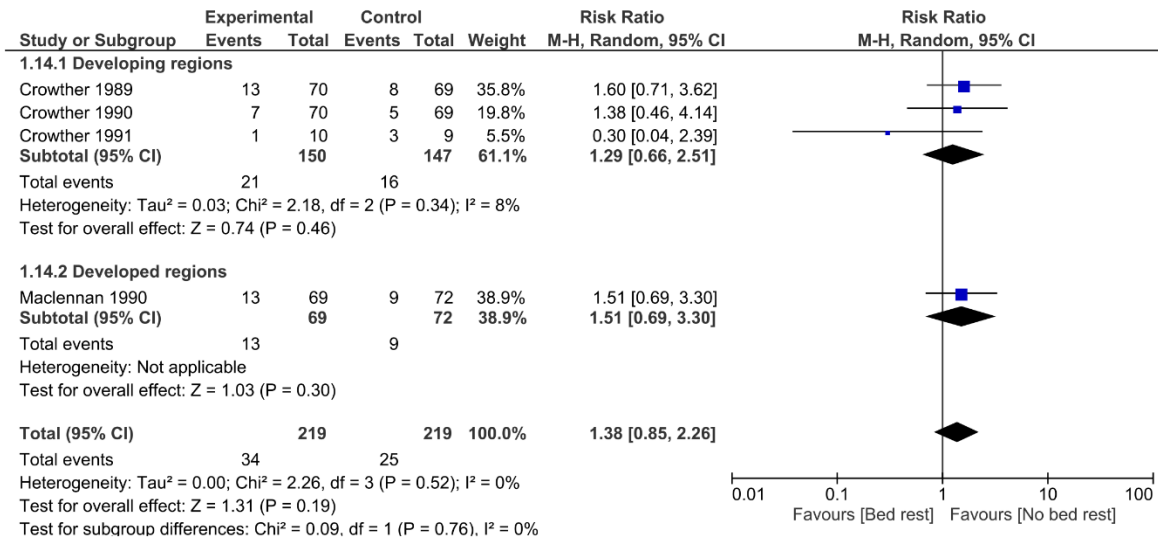 Experimental Control Risk Ratio Risk Ratio
Study or Subgroup Events Total Events Total Weight M-H, Random, 95% CI M-H, Random, 95% CI
1.14.1 Developing regions
Crowther 1989 13 70 8 69 35.8% 1.60 [0.71, 3.62]
Crowther 1990 7 70 5 69 19.8% 1.38 [0.46, 4.14]
Crowther 1991 1 10 3 9 5.5% 0.30 [0.04, 2.39]
Subtotal (95% CI) 150 147 61.1% 1.29 [0.66, 2.51]
Total events 21 16
Heterogeneity: Tau² = 0.03; Chi² = 2.18, df = 2 (P = 0.34); I² = 8%
Test for overall effect: Z = 0.74 (P = 0.46)
1.14.2 Developed regions
Maclennan 1990 13 69 9 72 38.9% 1.51 [0.69, 3.30]
Subtotal (95% CI) 69 72 38.9% 1.51 [0.69, 3.30]
Total events 13 9
Heterogeneity: Not applicable
Test for overall effect: Z = 1.03 (P = 0.30)
Total (95% CI) 219 219 100.0% 1.38 [0.85, 2.26]
Total events 34 25
Heterogeneity: Tau² = 0.00; Chi² = 2.26, df = 3 (P = 0.52); I² = 0%
Test for overall effect: Z = 1.31 (P = 0.19)
Test for subgroup differences: Chi² = 0.09, df = 1 (P = 0.76), I² = 0%
0.01 0.1 1 10 100
Favours [Bed rest] Favours [No bed rest]